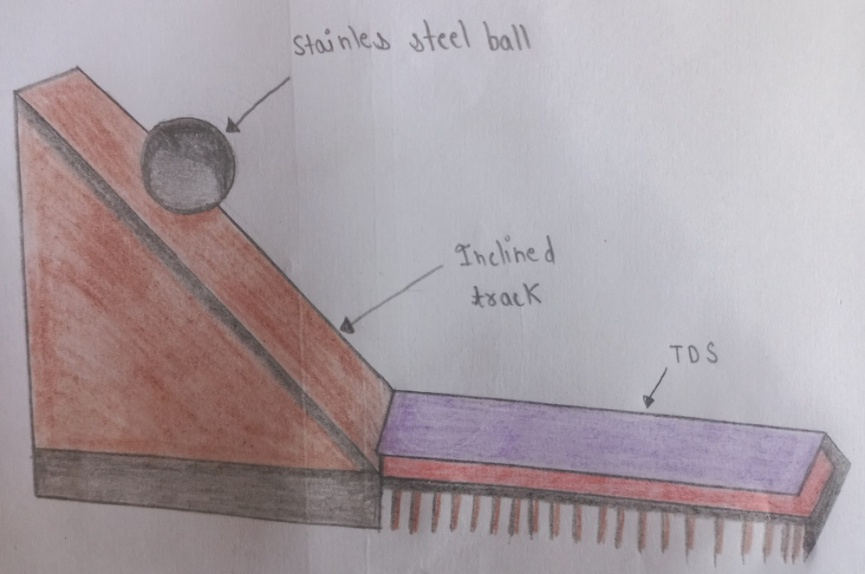 Stainles steel ball
Inclined
track
TDS